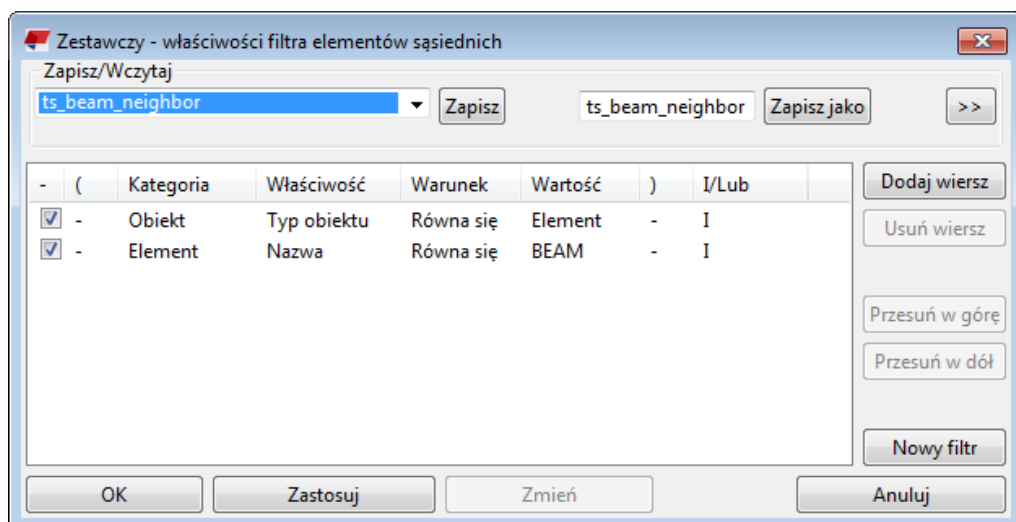 Zestawczy - właściwości filtra elementów sąsiednich
Zapisz/Wczytaj
ts_beam_neighbor Zapisz ts_beam_neighbor Zapisz jako >>
- ( Kategoria Właściwość Warunek Wartość ) I/Lub Dodaj wiersz
- Obiekt Typ obiektu Równa się Element - I
Usuń wiersz
- Element Nazwa Równa się BEAM - I
Przesuń w górę
Przesuń w dół
Nowy filtr
OK Zastosuj Zmień Anuluj